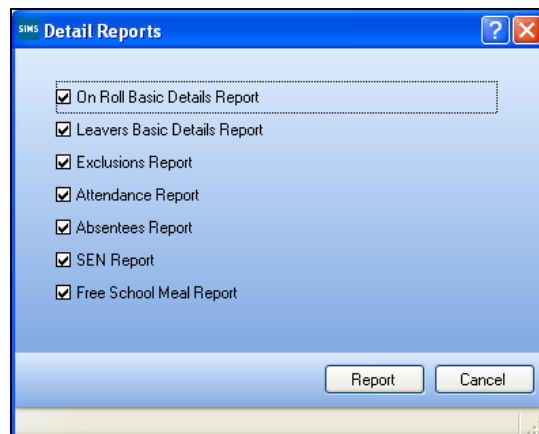 SIMS Detail Reports
On Roll Basic Details Report
Leavers Basic Details Report
Exclusions Report
Attendance Report
Absentees Report
SEN Report
Free School Meal Report
Report Cancel